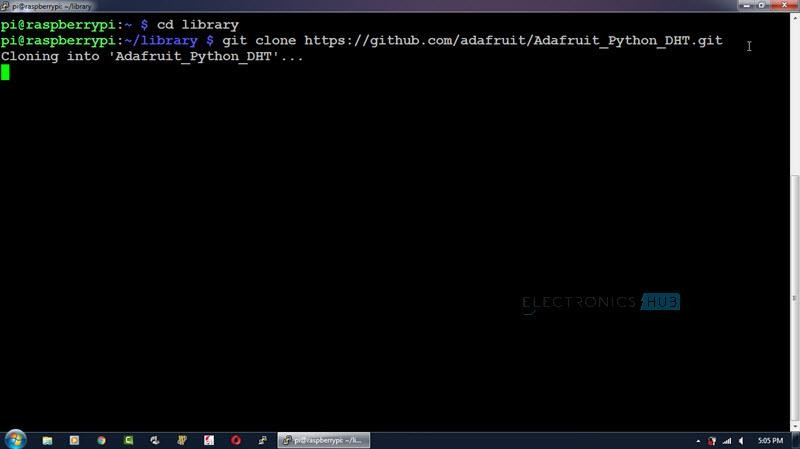 pi@raspberrypi: ~/library
pi@raspberrypi:~ $ cd library
pi@raspberrypi:~/library $ git clone https://github.com/adafruit/Adafruit_Python_DHT.git
Cloning into 'Adafruit_Python_DHT'...
ELECTRONICS HUB
pi@raspberrypi: ~/li...
5:05 PM